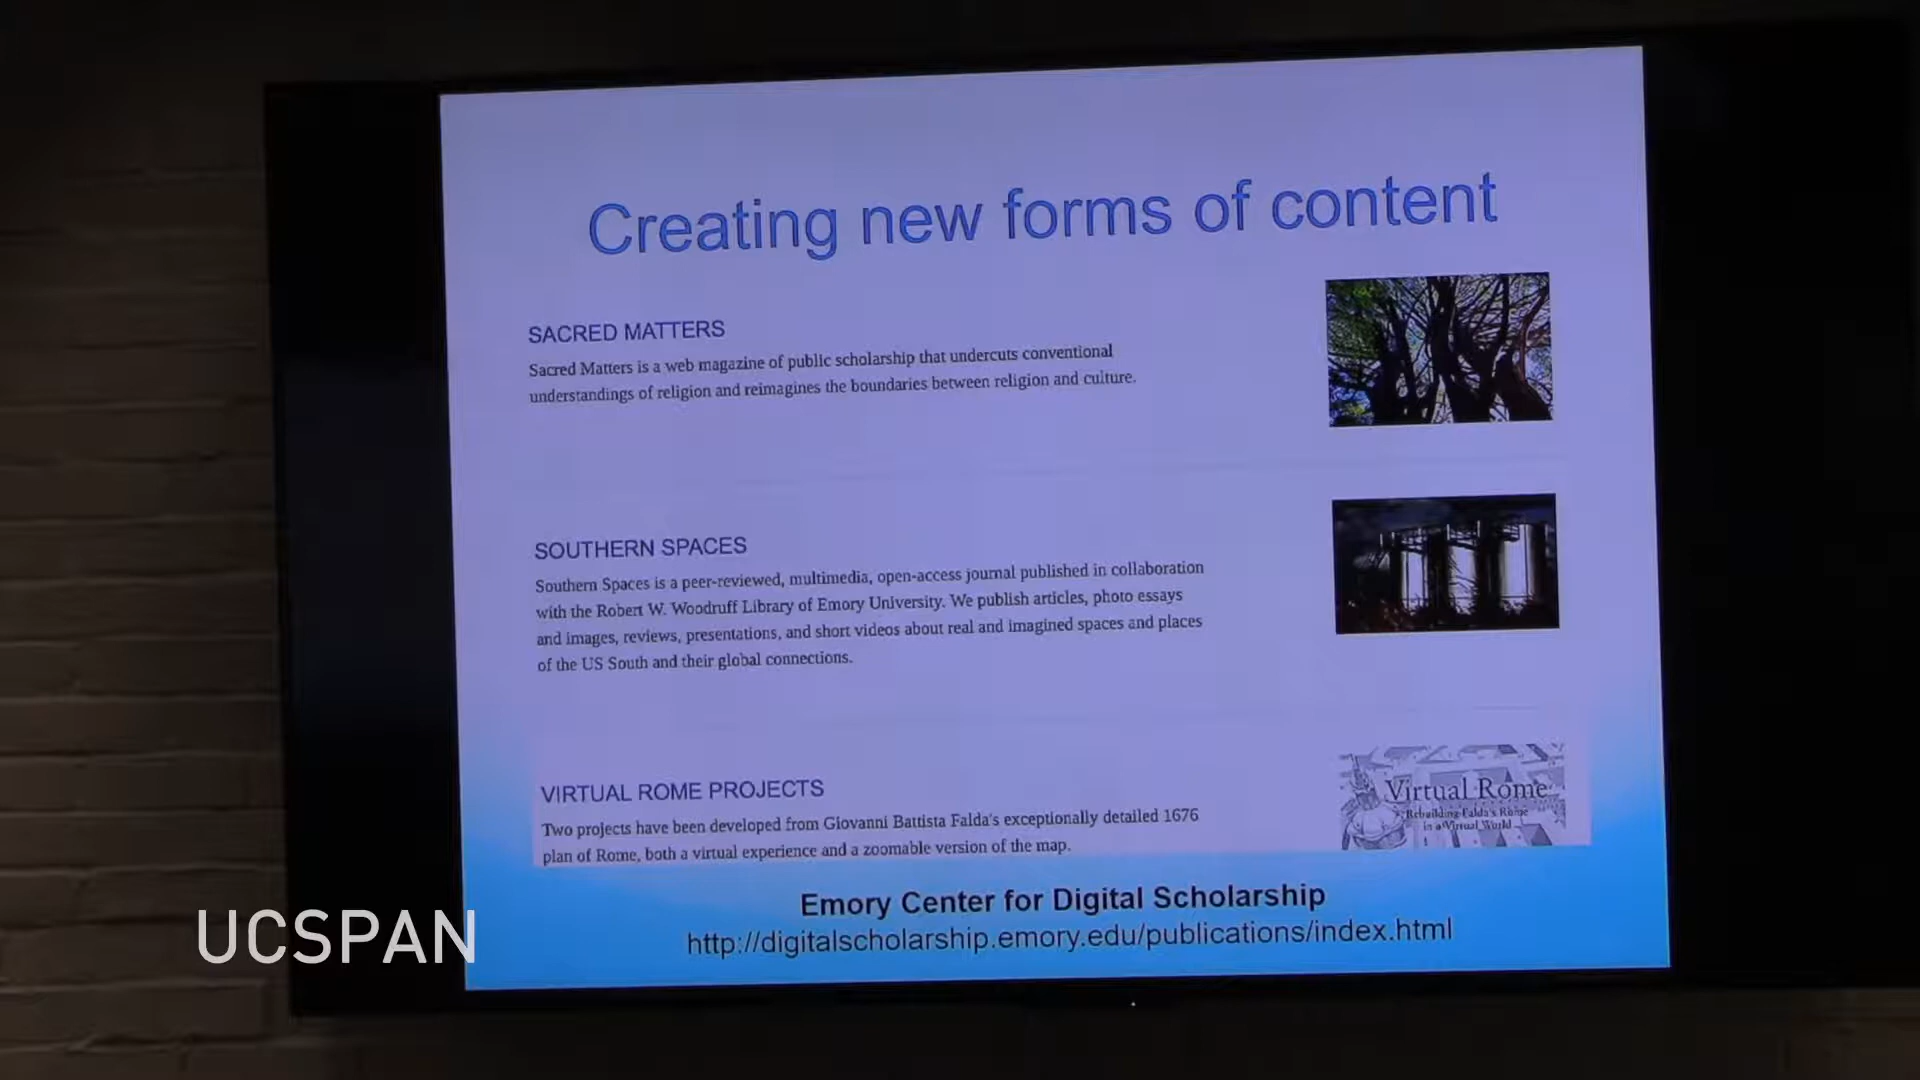 Creating new forms of content
SACRED MATTERS
Sacred Matters is a web magazine of public scholarship that undercuts conventional
understandings of religion and reimagines the boundaries between religion and culture.
SOUTHERN SPACES
Southern Spaces is a peer-reviewed, multimedia, open-access journal published in collaboration
with the Robert W. Woodruff Library of Emory University. We publish articles, photo essays
and images, reviews, presentations, and short videos about real and imagined spaces and places
of the US South and their global connections.
VIRTUAL ROME PROJECTS
Two projects have been developed from Giovanni Battista Falda's exceptionally detailed 1676
plan of Rome, both a virtual experience and a zoomable version of the map.
Virtual Rome
Rebuilding Falda's Rome
in a Virtual World
Emory Center for Digital Scholarship
http://digitalscholarship.emory.edu/publications/index.html
UCSPAN